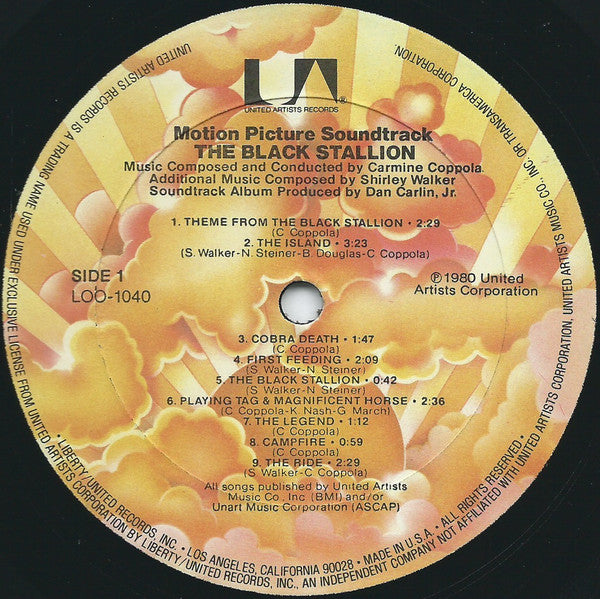 UA
UNITED ARTISTS RECORDS ®
Motion Picture Soundtrack
THE BLACK STALLION
Music Composed and Conducted by Carmine Coppola
Additional Music Composed by Shirley Walker
Soundtrack Album Produced by Dan Carlin, Jr.
1. THEME FROM THE BLACK STALLION • 2:29
(C Coppola)
2. THE ISLAND • 3:23
(S. Walker-N. Steiner-B. Douglas-C Coppola)
SIDE 1
LOO-1040
℗ 1980 United
Artists Corporation
3. COBRA DEATH • 1:47
(C. Coppola)
4. FIRST FEEDING • 2:09
(S. Walker-N. Steiner)
5. THE BLACK STALLION • 0:42
(S Walker-N. Steiner)
6. PLAYING TAG & MAGNIFICENT HORSE • 2:36
(C Coppola-K. Nash-G. March)
7. THE LEGEND • 1:12
(C Coppola)
8. CAMPFIRE • 0:59
(C Coppola)
9. THE RIDE • 2:29
(S. Walker-C Coppola)
All songs published by United Artists
Music Co., Inc (BMI) and/or
Unart Music Corporation (ASCAP)
UNITED ARTISTS RECORDS IS A TRADING NAME USED UNDER EXCLUSIVE LICENSE FROM UNITED ARTISTS CORPORATION BY LIBERTY/UNITED RECORDS, INC., AN INDEPENDENT COMPANY NOT AFFILIATED WITH UNITED ARTISTS CORPORATION, UNITED ARTISTS MUSIC CO. INC. OR TRANSAMERICA CORPORATION.
• LIBERTY/UNITED RECORDS, INC. • LOS ANGELES, CALIFORNIA 90028 • MADE IN U.S.A. • ALL RIGHTS RESERVED •